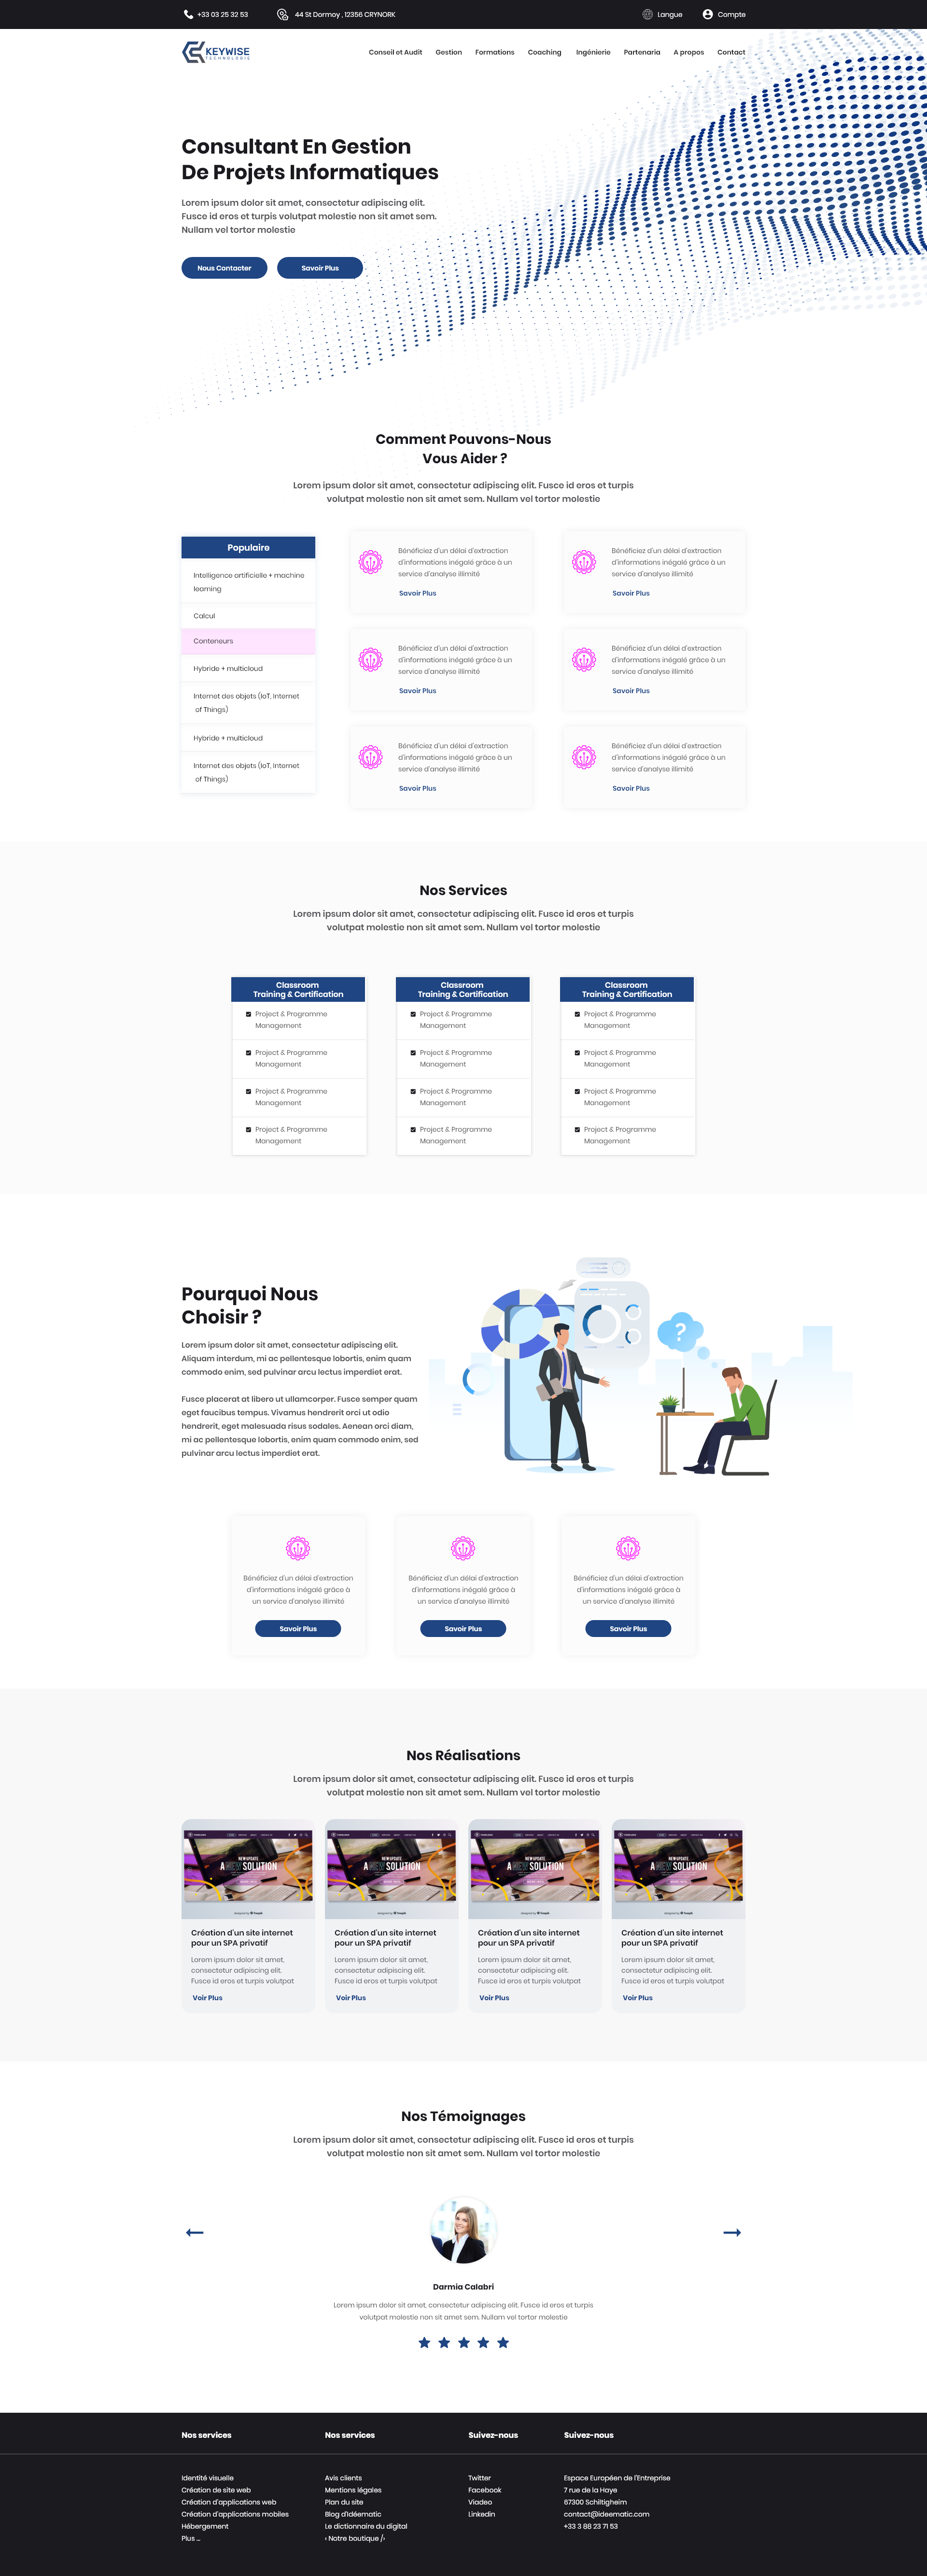 +33 03 25 32 53
44 St Dormoy , 12356 CRYNORK
Langue
Compte
KEYWISE
TECHNOLOGIE
Conseil et Audit
Gestion
Formations
Coaching
Ingénierie
Partenaria
A propos
Contact
Consultant En Gestion
De Projets Informatiques
Lorem ipsum dolor sit amet, consectetur adipiscing elit.
Fusce id eros et turpis volutpat molestie non sit amet sem.
Nullam vel tortor molestie
Nous Contacter
Savoir Plus
Comment Pouvons-Nous
Vous Aider ?
Lorem ipsum dolor sit amet, consectetur adipiscing elit. Fusce id eros et turpis
volutpat molestie non sit amet sem. Nullam vel tortor molestie
Populaire
Intelligence artificielle + machine
learning
Calcul
Conteneurs
Hybride + multicloud
Internet des objets (IoT, Internet
of Things)
Hybride + multicloud
Internet des objets (IoT, Internet
of Things)
Bénéficiez d'un délai d'extraction
d'informations inégalé grâce à un
service d'analyse illimité
Savoir Plus
Bénéficiez d'un délai d'extraction
d'informations inégalé grâce à un
service d'analyse illimité
Savoir Plus
Bénéficiez d'un délai d'extraction
d'informations inégalé grâce à un
service d'analyse illimité
Savoir Plus
Bénéficiez d'un délai d'extraction
d'informations inégalé grâce à un
service d'analyse illimité
Savoir Plus
Bénéficiez d'un délai d'extraction
d'informations inégalé grâce à un
service d'analyse illimité
Savoir Plus
Bénéficiez d'un délai d'extraction
d'informations inégalé grâce à un
service d'analyse illimité
Savoir Plus
Nos Services
Lorem ipsum dolor sit amet, consectetur adipiscing elit. Fusce id eros et turpis
volutpat molestie non sit amet sem. Nullam vel tortor molestie
Classroom
Training & Certification
Project & Programme
Management
Project & Programme
Management
Project & Programme
Management
Project & Programme
Management
Classroom
Training & Certification
Project & Programme
Management
Project & Programme
Management
Project & Programme
Management
Project & Programme
Management
Classroom
Training & Certification
Project & Programme
Management
Project & Programme
Management
Project & Programme
Management
Project & Programme
Management
Pourquoi Nous
Choisir ?
Lorem ipsum dolor sit amet, consectetur adipiscing elit.
Aliquam interdum, mi ac pellentesque lobortis, enim quam
commodo enim, sed pulvinar arcu lectus imperdiet erat.
Fusce placerat at libero ut ullamcorper. Fusce semper quam
eget faucibus tempus. Vivamus hendrerit orci ut odio
hendrerit, eget malesuada risus sodales. Aenean orci diam,
mi ac pellentesque lobortis, enim quam commodo enim, sed
pulvinar arcu lectus imperdiet erat.
?
Bénéficiez d'un délai d'extraction
d'informations inégalé grâce à
un service d'analyse illimité
Savoir Plus
Bénéficiez d'un délai d'extraction
d'informations inégalé grâce à
un service d'analyse illimité
Savoir Plus
Bénéficiez d'un délai d'extraction
d'informations inégalé grâce à
un service d'analyse illimité
Savoir Plus
Nos Réalisations
Lorem ipsum dolor sit amet, consectetur adipiscing elit. Fusce id eros et turpis
volutpat molestie non sit amet sem. Nullam vel tortor molestie
NEW UPDATE
A NEW SOLUTION
designed by freepik
Création d'un site internet
pour un SPA privatif
Lorem ipsum dolor sit amet,
consectetur adipiscing elit.
Fusce id eros et turpis volutpat
Voir Plus
NEW UPDATE
A NEW SOLUTION
designed by freepik
Création d'un site internet
pour un SPA privatif
Lorem ipsum dolor sit amet,
consectetur adipiscing elit.
Fusce id eros et turpis volutpat
Voir Plus
NEW UPDATE
A NEW SOLUTION
designed by freepik
Création d'un site internet
pour un SPA privatif
Lorem ipsum dolor sit amet,
consectetur adipiscing elit.
Fusce id eros et turpis volutpat
Voir Plus
NEW UPDATE
A NEW SOLUTION
designed by freepik
Création d'un site internet
pour un SPA privatif
Lorem ipsum dolor sit amet,
consectetur adipiscing elit.
Fusce id eros et turpis volutpat
Voir Plus
Nos Témoignages
Lorem ipsum dolor sit amet, consectetur adipiscing elit. Fusce id eros et turpis
volutpat molestie non sit amet sem. Nullam vel tortor molestie
Darmia Calabri
Lorem ipsum dolor sit amet, consectetur adipiscing elit. Fusce id eros et turpis
volutpat molestie non sit amet sem. Nullam vel tortor molestie
Nos services
Identité visuelle
Création de site web
Création d'applications web
Création d'applications mobiles
Hébergement
Plus ...
Nos services
Avis clients
Mentions légales
Plan du site
Blog d'Idéematic
Le dictionnaire du digital
‹ Notre boutique /›
Suivez-nous
Twitter
Facebook
Viadeo
Linkedin
Suivez-nous
Espace Européen de l'Entreprise
7 rue de la Haye
67300 Schiltigheim
contact@ideematic.com
+33 3 88 23 71 53